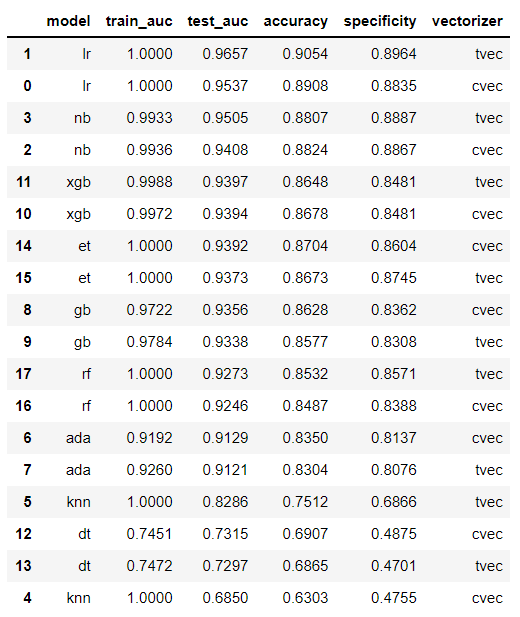 model train_auc test_auc accuracy specificity vectorizer
1 lr 1.0000 0.9657 0.9054 0.8964 tvec
0 lr 1.0000 0.9537 0.8908 0.8835 cvec
3 nb 0.9933 0.9505 0.8807 0.8887 tvec
2 nb 0.9936 0.9408 0.8824 0.8867 cvec
11 xgb 0.9988 0.9397 0.8648 0.8481 tvec
10 xgb 0.9972 0.9394 0.8678 0.8481 cvec
14 et 1.0000 0.9392 0.8704 0.8604 cvec
15 et 1.0000 0.9373 0.8673 0.8745 tvec
8 gb 0.9722 0.9356 0.8628 0.8362 cvec
9 gb 0.9784 0.9338 0.8577 0.8308 tvec
17 rf 1.0000 0.9273 0.8532 0.8571 tvec
16 rf 1.0000 0.9246 0.8487 0.8388 cvec
6 ada 0.9192 0.9129 0.8350 0.8137 cvec
7 ada 0.9260 0.9121 0.8304 0.8076 tvec
5 knn 1.0000 0.8286 0.7512 0.6866 tvec
12 dt 0.7451 0.7315 0.6907 0.4875 cvec
13 dt 0.7472 0.7297 0.6865 0.4701 tvec
4 knn 1.0000 0.6850 0.6303 0.4755 cvec